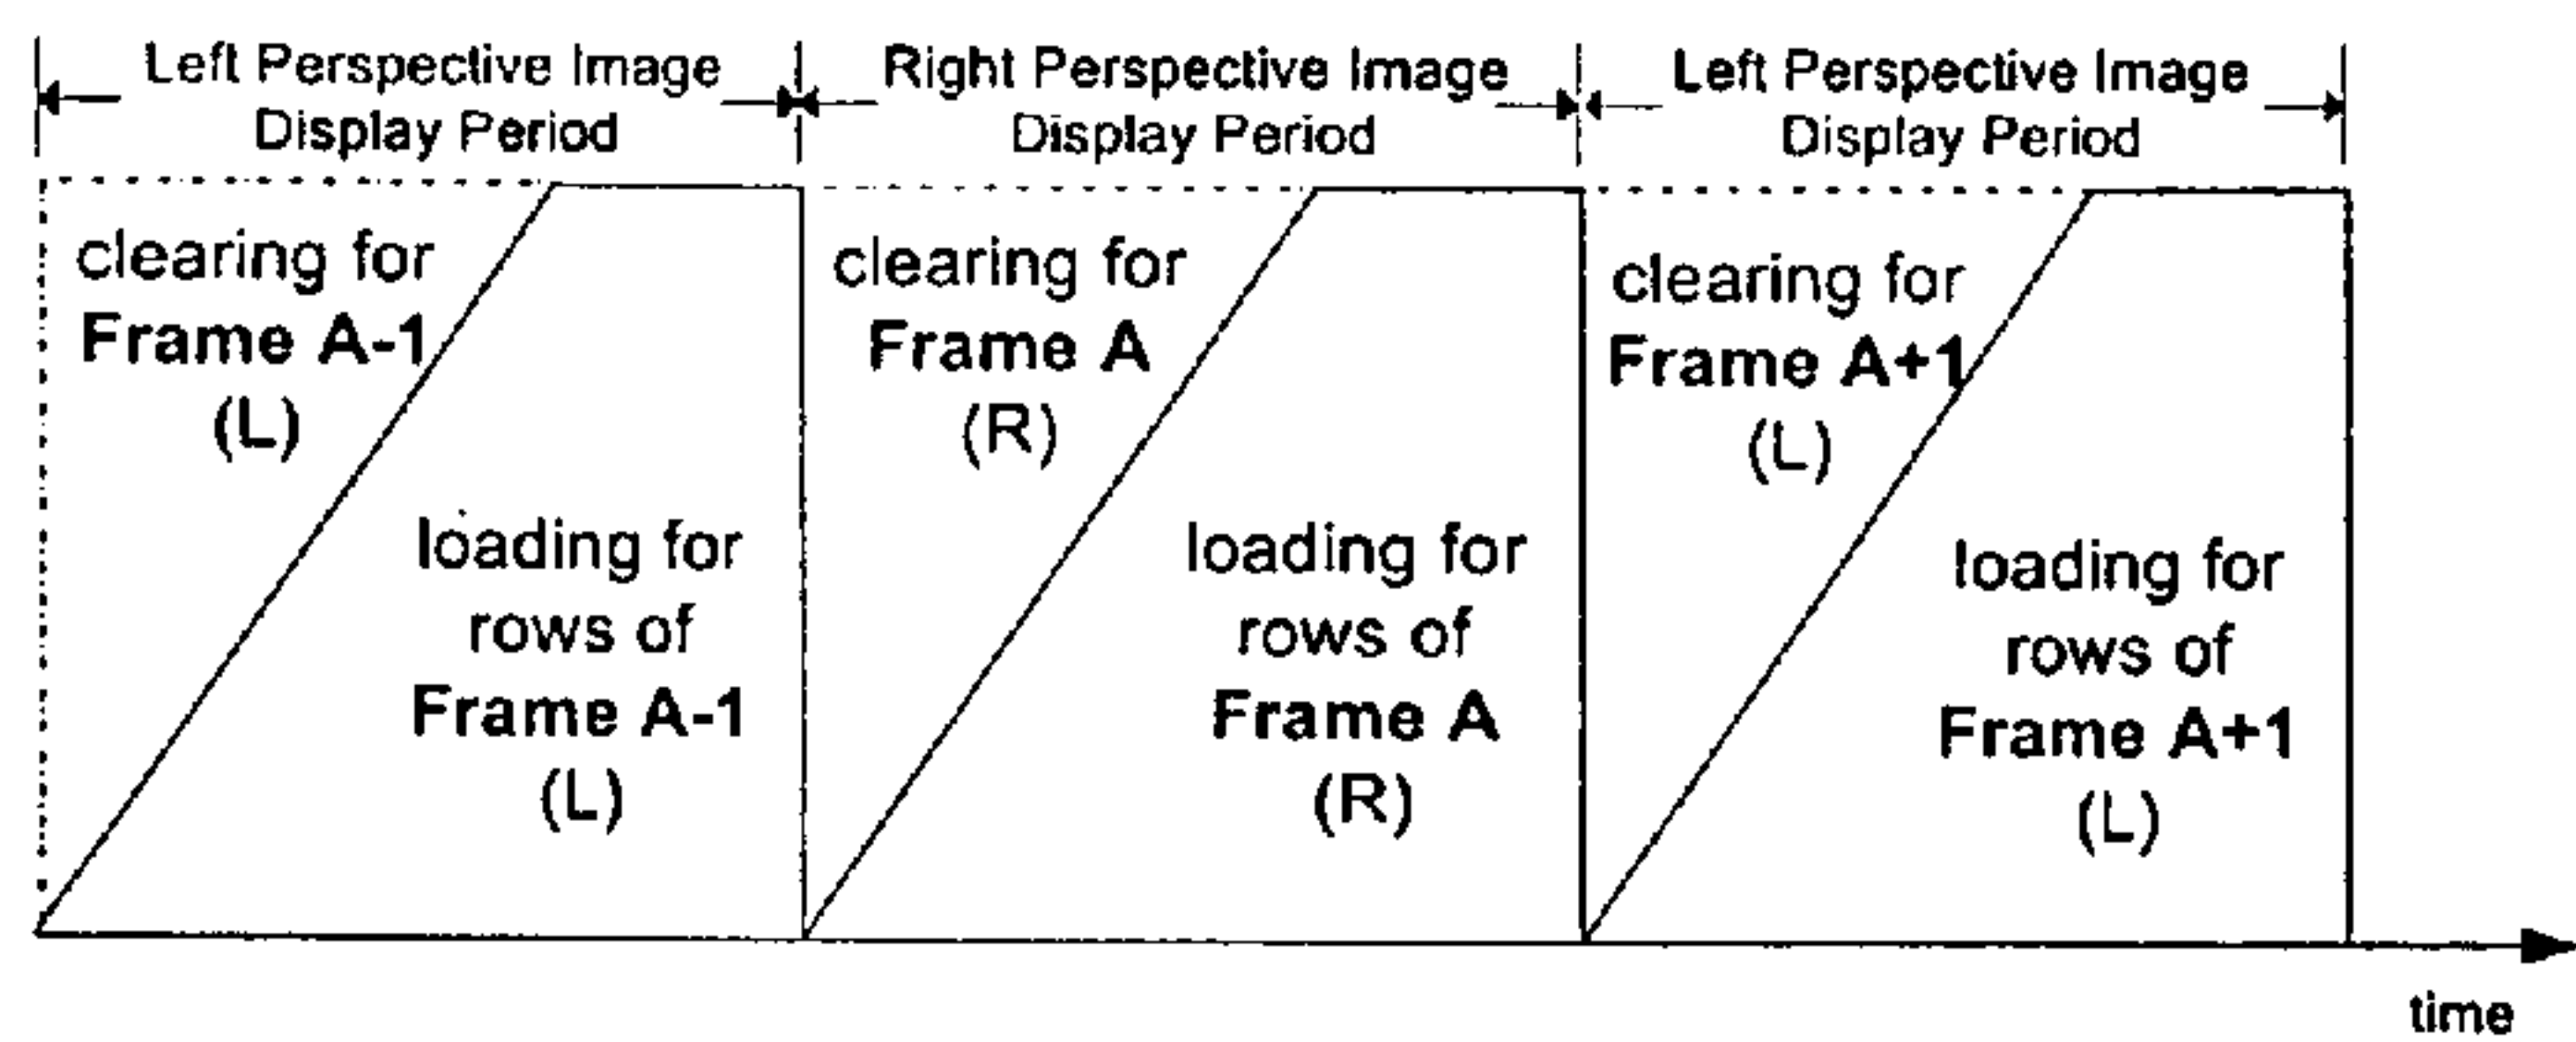 Left Perspective Image
Display Period
Right Perspective Image
Display Period
Left Perspective Image
Display Period
clearing for
Frame A-1
(L)
loading for
rows of
Frame A-1
(L)
clearing for
Frame A
(R)
loading for
rows of
Frame A
(R)
clearing for
Frame A+1
(L)
loading for
rows of
Frame A+1
(L)
time